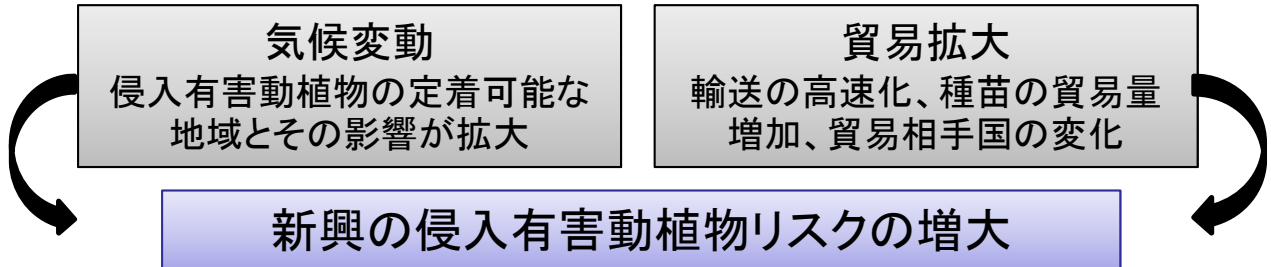 気候変動
侵入有害動植物の定着可能な
地域とその影響が拡大
貿易拡大
輸送の高速化、種苗の貿易量
増加、貿易相手国の変化
新興の侵入有害動植物リスクの増大